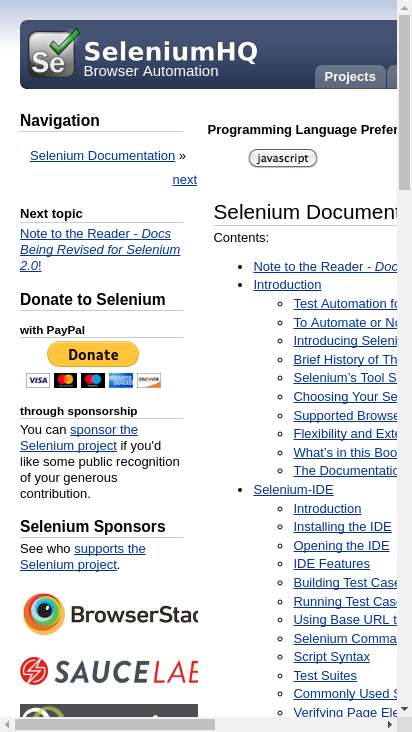 Se
SeleniumHQ
Browser Automation
Projects
Navigation
Selenium Documentation »
next
Next topic
Note to the Reader - Docs
Being Revised for Selenium
2.0!
Donate to Selenium
with PayPal
Donate
VISA
DISCOVER
through sponsorship
You can sponsor the
Selenium project if you'd
like some public recognition
of your generous
contribution.
Selenium Sponsors
See who supports the
Selenium project.
BrowserStac
SAUCE LAB
Programming Language Prefer
javascript
Selenium Document
Contents:
Note to the Reader - Doc
Introduction
Test Automation fo
To Automate or No
Introducing Seleni
Brief History of Th
Selenium's Tool S
Choosing Your Se
Supported Browse
Flexibility and Exte
What's in this Boo
The Documentatio
Selenium-IDE
Introduction
Installing the IDE
Opening the IDE
IDE Features
Building Test Case
Running Test Case
Using Base URL t
Selenium Comma
Script Syntax
Test Suites
Commonly Used S
Verifying Page Ele